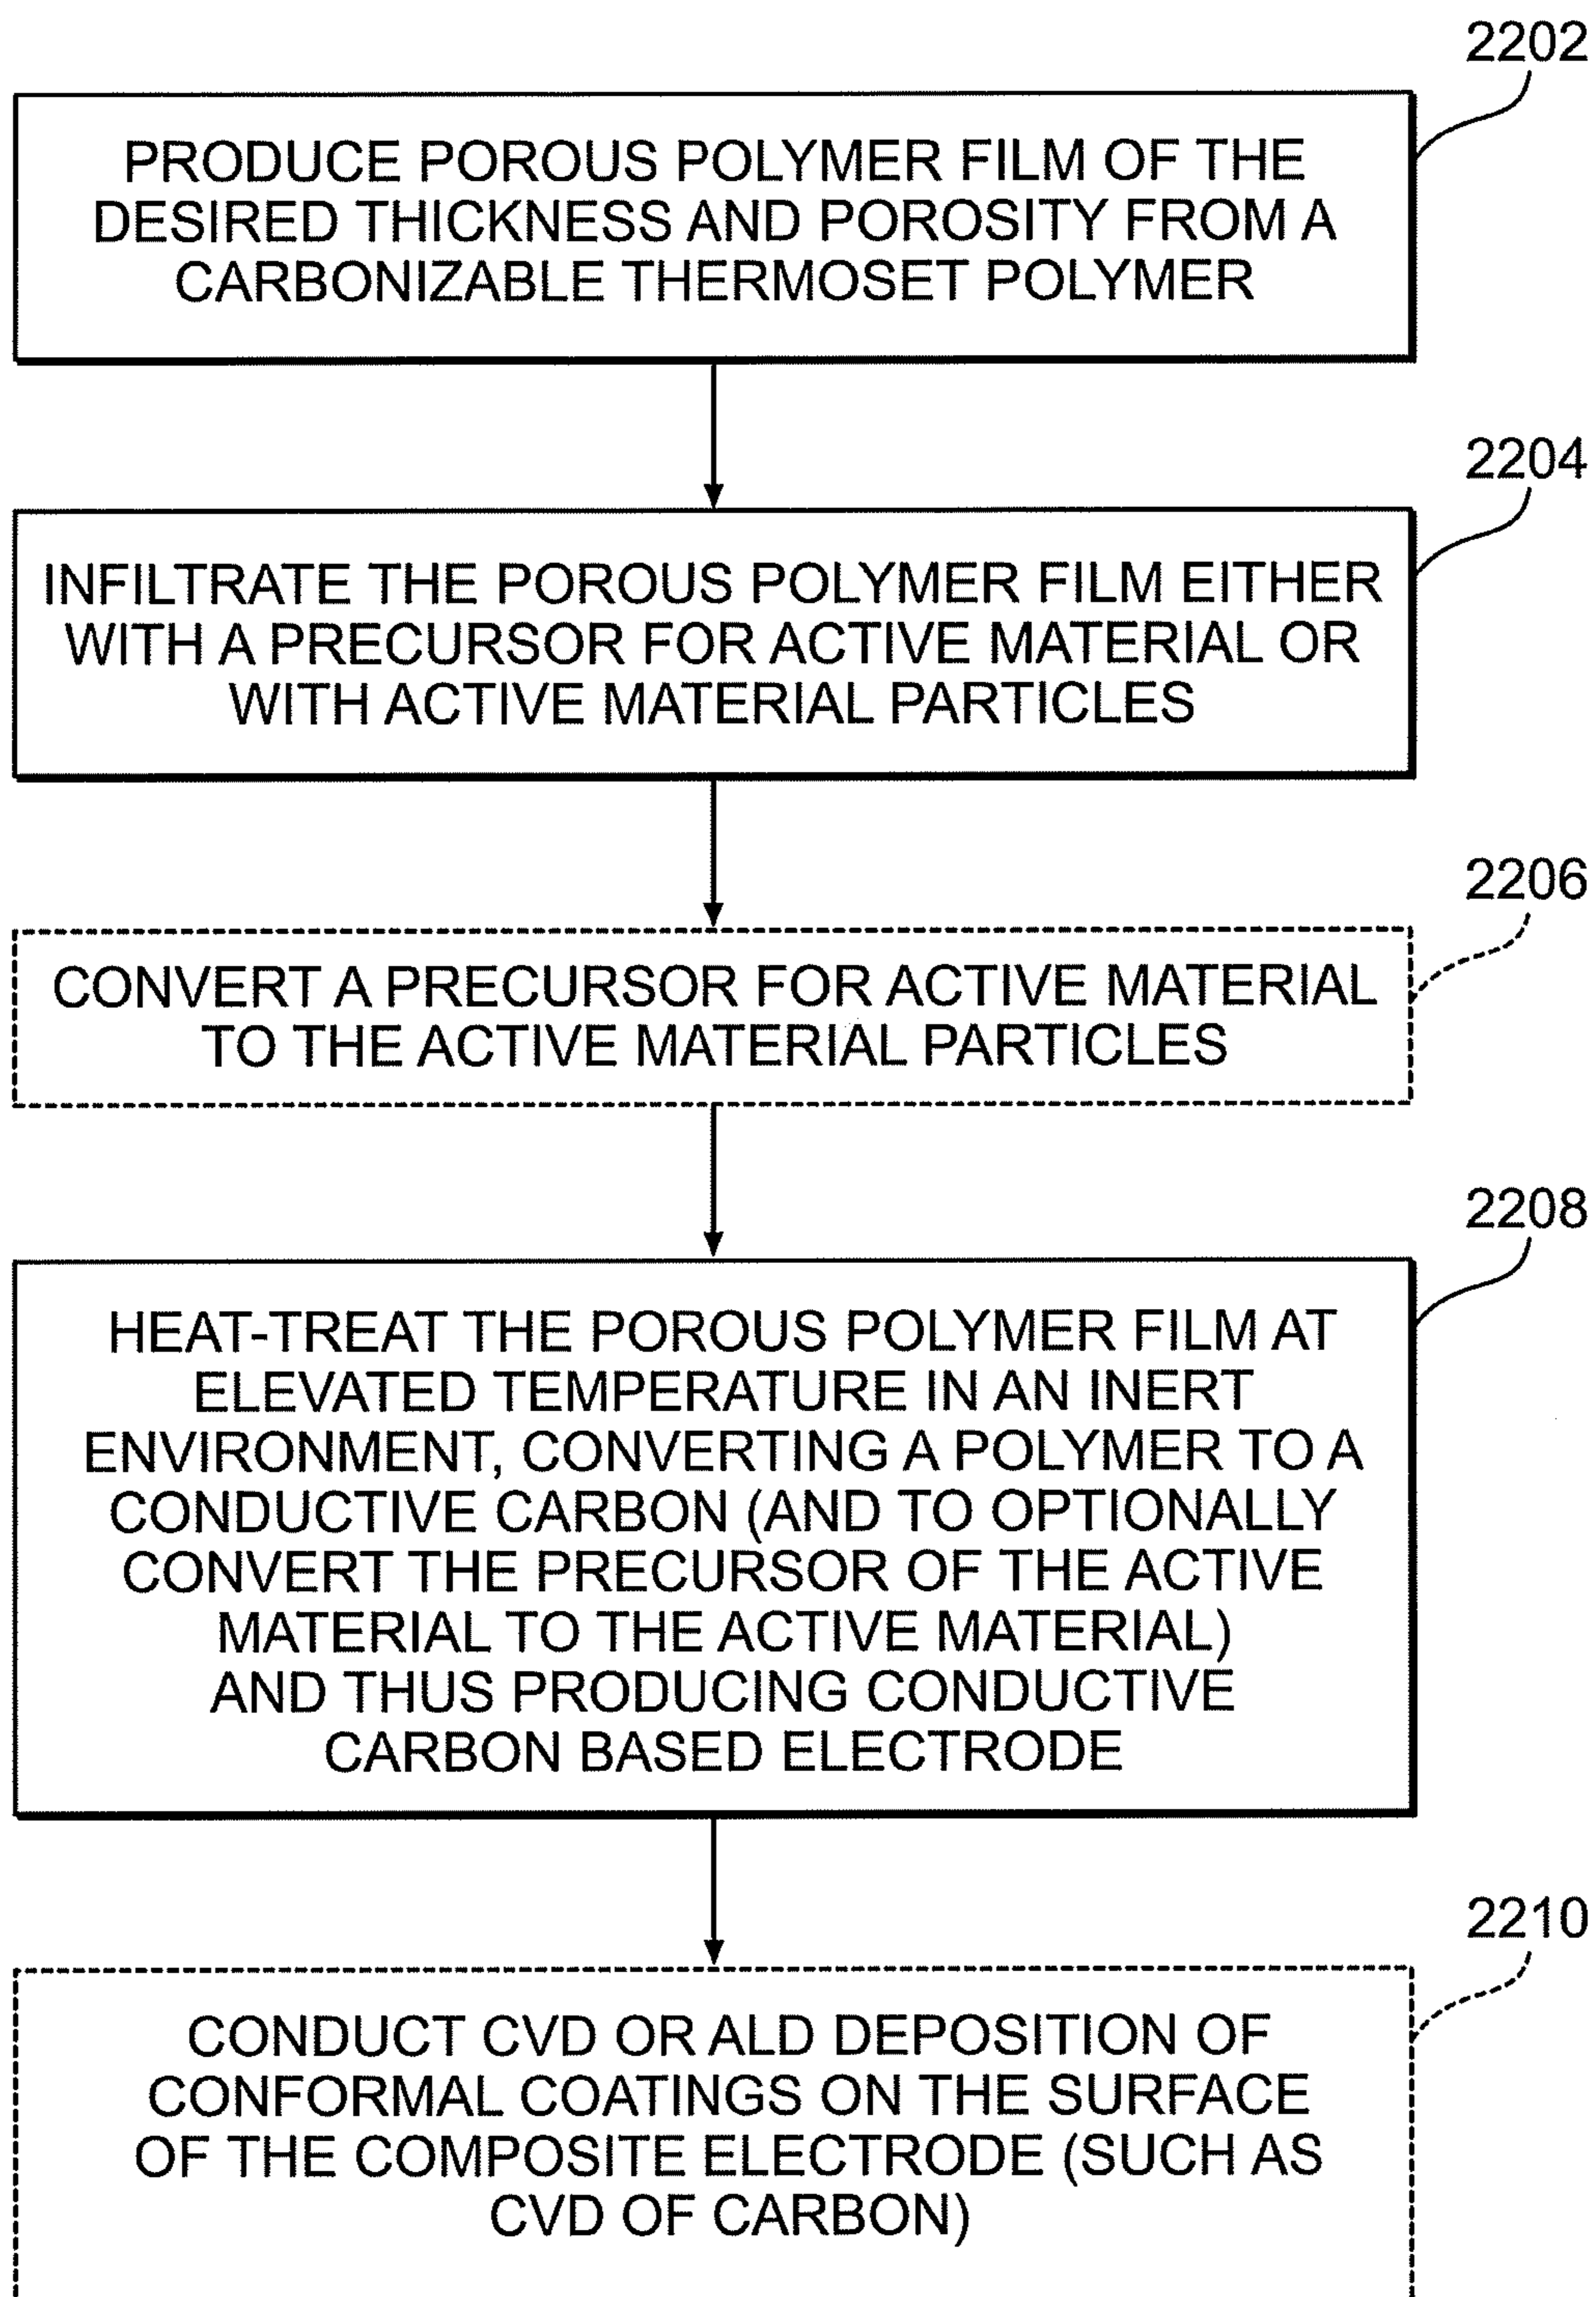 2202
PRODUCE POROUS POLYMER FILM OF THE
DESIRED THICKNESS AND POROSITY FROM A
CARBONIZABLE THERMOSET POLYMER
2204
INFILTRATE THE POROUS POLYMER FILM EITHER
WITH A PRECURSOR FOR ACTIVE MATERIAL OR
WITH ACTIVE MATERIAL PARTICLES
2206
CONVERT A PRECURSOR FOR ACTIVE MATERIAL
TO THE ACTIVE MATERIAL PARTICLES
2208
HEAT-TREAT THE POROUS POLYMER FILM AT
ELEVATED TEMPERATURE IN AN INERT
ENVIRONMENT, CONVERTING A POLYMER TO A
CONDUCTIVE CARBON (AND TO OPTIONALLY
CONVERT THE PRECURSOR OF THE ACTIVE
MATERIAL TO THE ACTIVE MATERIAL)
AND THUS PRODUCING CONDUCTIVE
CARBON BASED ELECTRODE
2210
CONDUCT CVD OR ALD DEPOSITION OF
CONFORMAL COATINGS ON THE SURFACE
OF THE COMPOSITE ELECTRODE (SUCH AS
CVD OF CARBON)